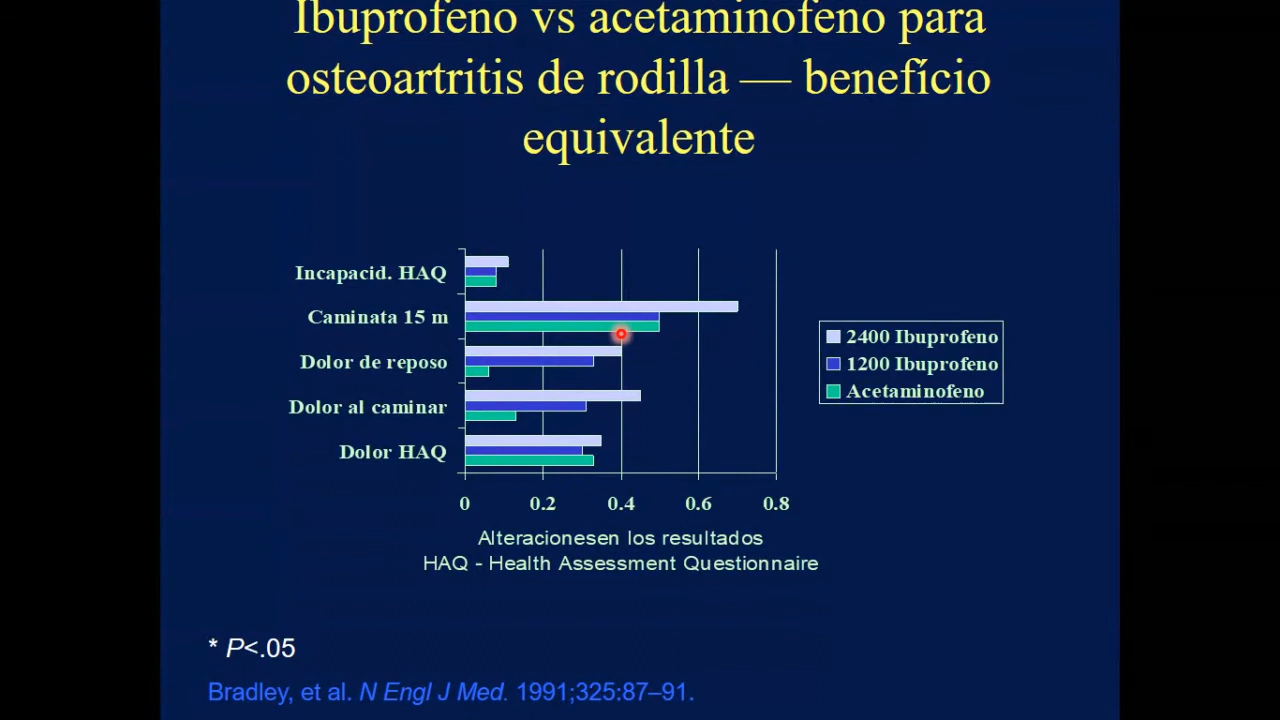 Ibuprofeno vs acetaminofeno para
osteoartritis de rodilla — benefício
equivalente
Incapacid. HAQ
Caminata 15 m
Dolor de reposo
Dolor al caminar
Dolor HAQ
2400 Ibuprofeno
1200 Ibuprofeno
Acetaminofeno
0 0.2 0.4 0.6 0.8
Alteracionesen los resultados
HAQ - Health Assessment Questionnaire
* P<.05
Bradley, et al. N Engl J Med. 1991;325:87–91.